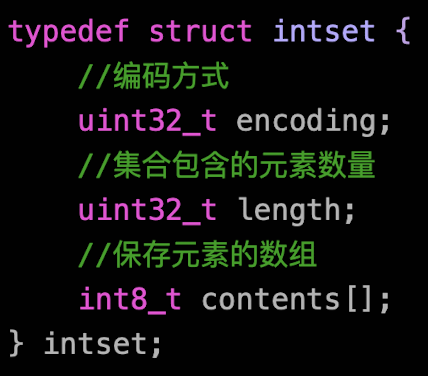 typedef struct intset {
    //编码方式
    uint32_t encoding;
    //集合包含的元素数量
    uint32_t length;
    //保存元素的数组
    int8_t contents[];
} intset;